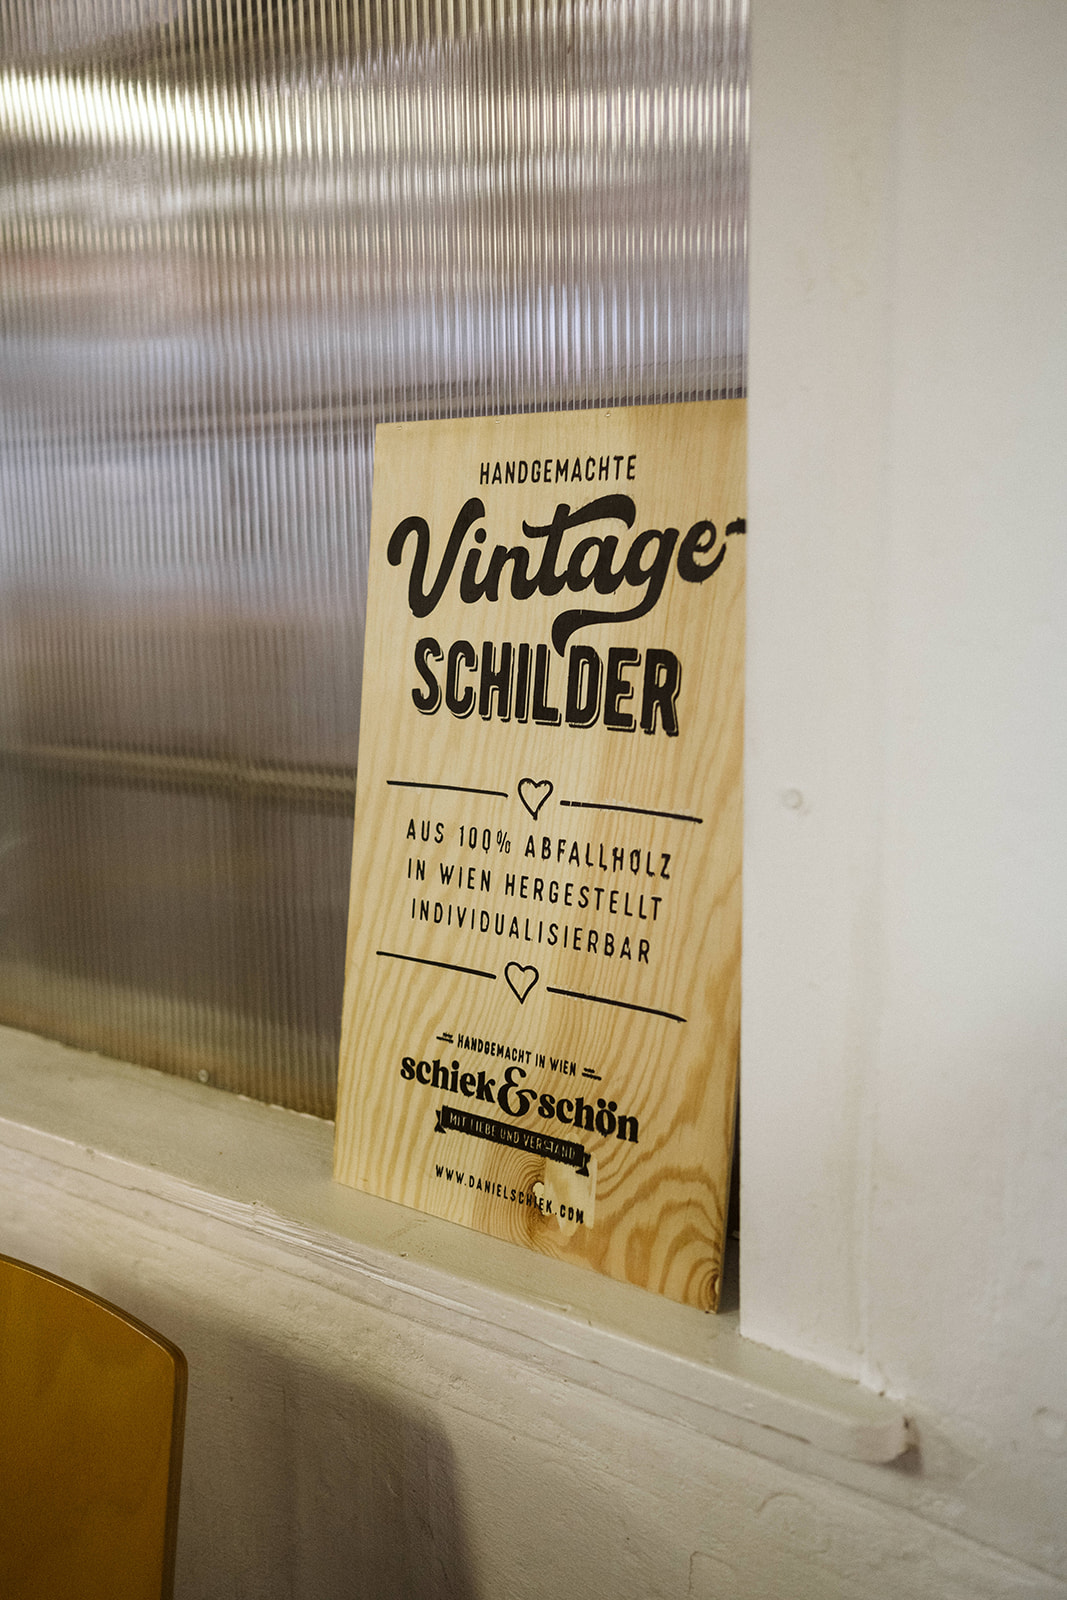 HANDGEMACHTE
Vintage-
SCHILDER
AUS 100% ABFALLHOLZ
IN WIEN HERGESTELLT
INDIVIDUALISIERBAR
HANDGEMACHT IN WIEN
schiek&schön
MIT LIEBE UND VERSTAND
WWW.DANIELSCHIEK.COM